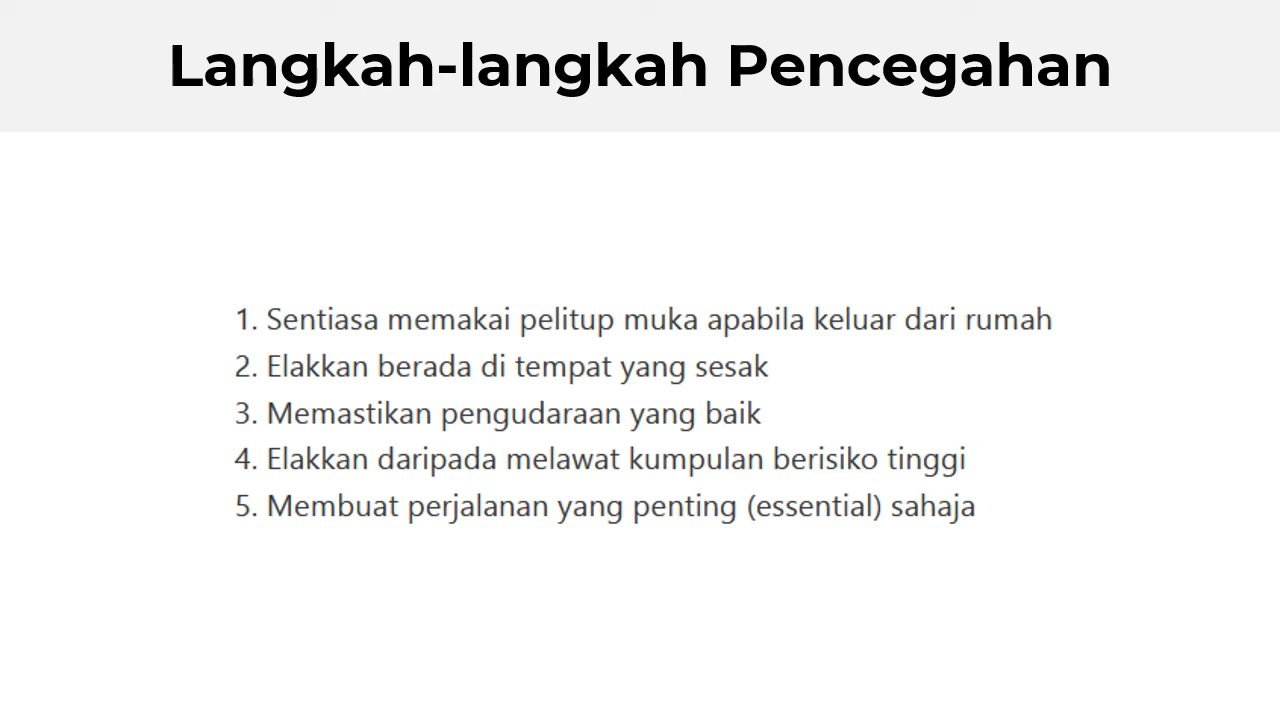 Langkah-langkah Pencegahan
1. Sentiasa memakai pelitup muka apabila keluar dari rumah
2. Elakkan berada di tempat yang sesak
3. Memastikan pengudaraan yang baik
4. Elakkan daripada melawat kumpulan berisiko tinggi
5. Membuat perjalanan yang penting (essential) sahaja